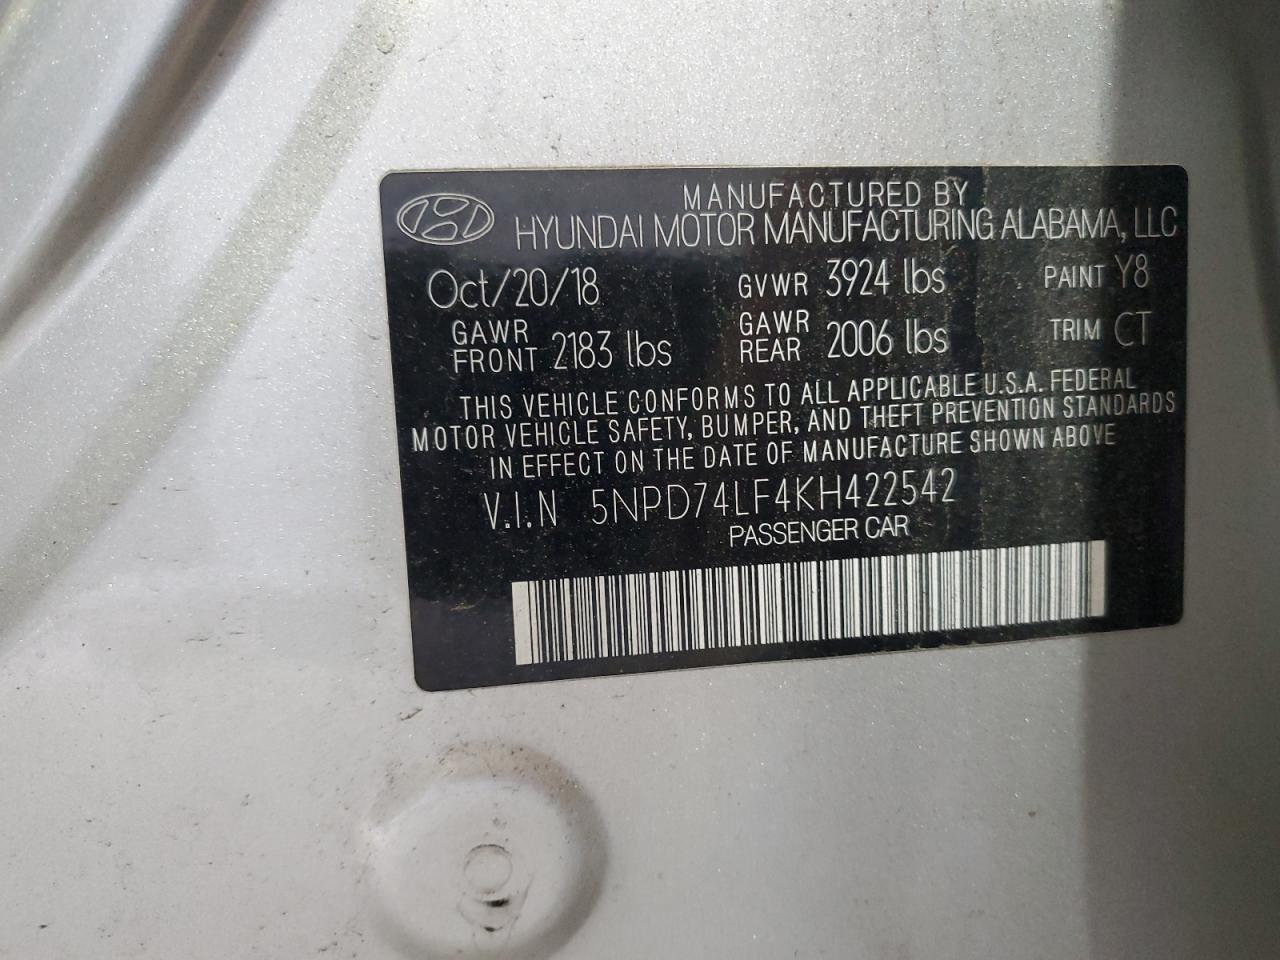 MANUFACTURED BY
HYUNDAI MOTOR MANUFACTURING ALABAMA, LLC
Oct/20/18 GVWR 3924 lbs PAINT Y8
GAWR FRONT 2183 lbs GAWR REAR 2006 lbs TRIM CT
THIS VEHICLE CONFORMS TO ALL APPLICABLE U.S.A. FEDERAL
MOTOR VEHICLE SAFETY, BUMPER, AND THEFT PREVENTION STANDARDS
IN EFFECT ON THE DATE OF MANUFACTURE SHOWN ABOVE
V.I.N 5NPD74LF4KH422542
PASSENGER CAR